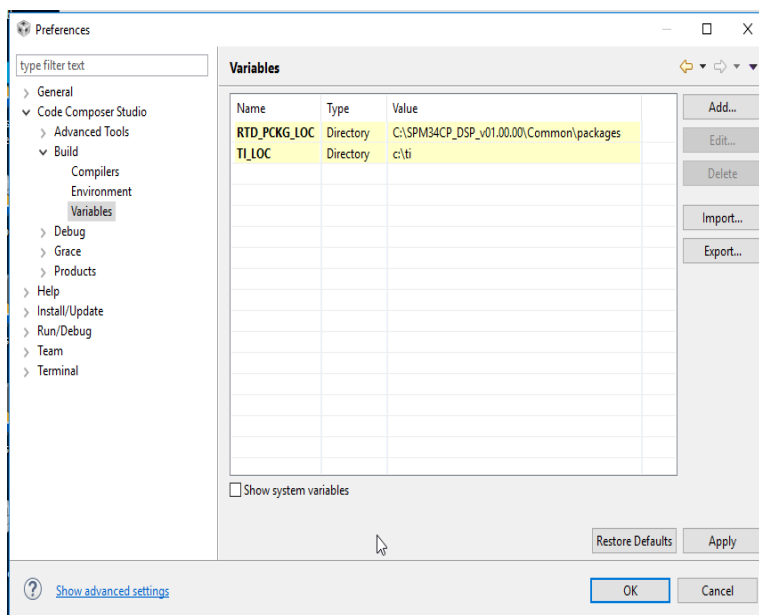 Preferences
type filter text
General
Code Composer Studio
Advanced Tools
Build
Compilers
Environment
Variables
Debug
Grace
Products
Help
Install/Update
Run/Debug
Team
Terminal
Variables
Name Type Value
RTD_PCKG_LOC Directory C:\SPM34CP_DSP_v01.00.00\Common\packages
TI_LOC Directory c:\ti
Add...
Edit...
Delete
Import...
Export...
Show system variables
Restore Defaults Apply
Show advanced settings
OK Cancel